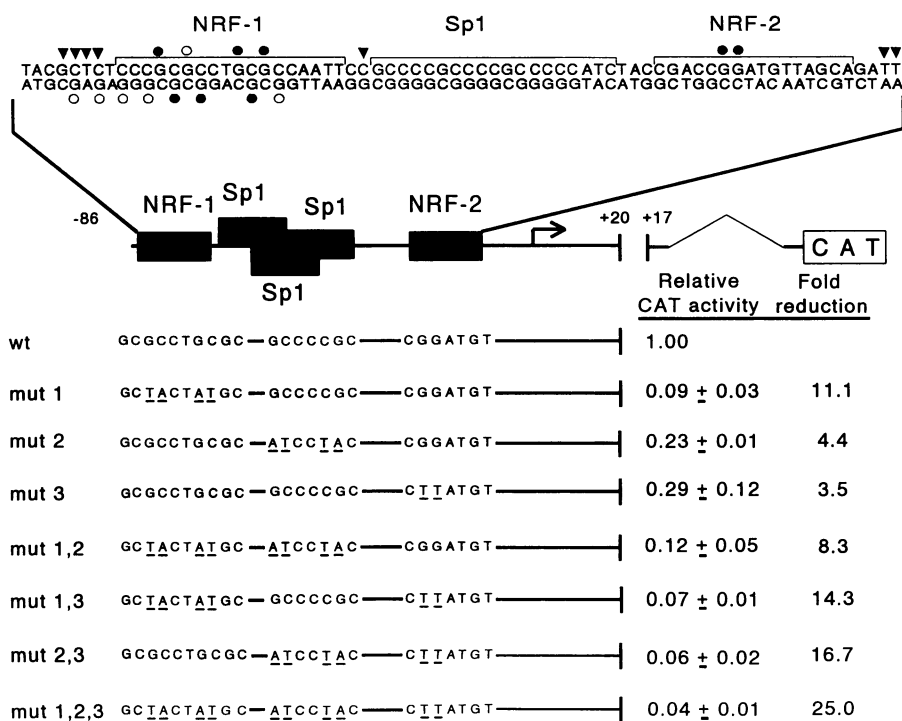 NRF-1 Sp1 NRF-2
TACGCTCTCCCGCGCCTGCGCCAATTCCGCCCCGCCCCCGCCCCCATCTACCGACCGGATGTTAGCAGATT
ATGCGAGAGGGCGCGGACGCGGTTAAGGCGGGGCGGGGGCGGGGGTACATGGCTGGCCTACAATCGTCTAA
-86 NRF-1 Sp1 Sp1 NRF-2 +20 +17
CAT
Sp1
Relative Fold
CAT activity reduction
wt GCGCCTGCGC GCCCCGC CGGATGT 1.00
mut 1 GCTACTATGC GCCCCGC CGGATGT 0.09 ± 0.03 11.1
mut 2 GCGCCTGCGC ATCCTAC CGGATGT 0.23 ± 0.01 4.4
mut 3 GCGCCTGCGC GCCCCGC CTTATGT 0.29 ± 0.12 3.5
mut 1,2 GCTACTATGC ATCCTAC CGGATGT 0.12 ± 0.05 8.3
mut 1,3 GCTACTATGC GCCCCGC CTTATGT 0.07 ± 0.01 14.3
mut 2,3 GCGCCTGCGC ATCCTAC CTTATGT 0.06 ± 0.02 16.7
mut 1,2,3 GCTACTATGC ATCCTAC CTTATGT 0.04 ± 0.01 25.0